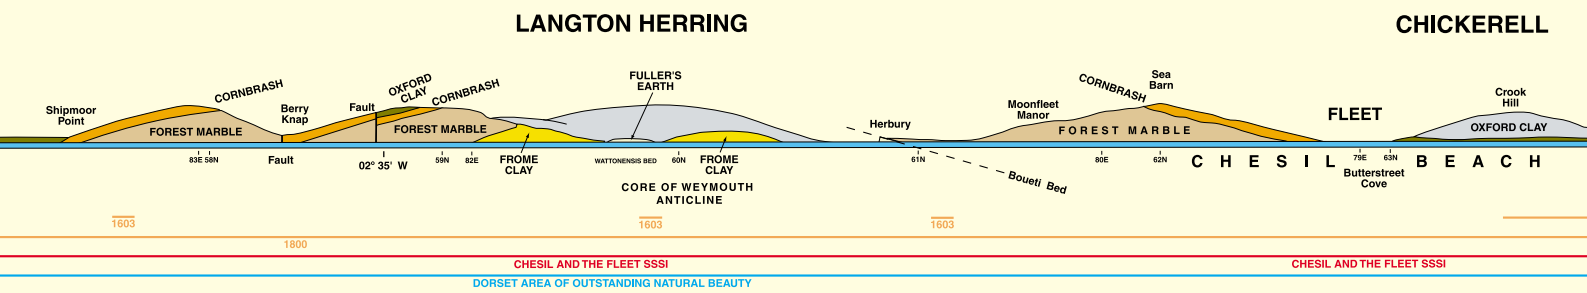 LANGTON HERRING
CHICKERELL
Shipmoor
Point
CORNBRASH
FOREST MARBLE
Berry
Knap
Fault
OXFORD
CLAY
CORNBRASH
FOREST MARBLE
FULLER'S
EARTH
Herbury
Moonfleet
Manor
CORNBRASH
Sea
Barn
FOREST MARBLE
FLEET
Crook
Hill
OXFORD CLAY
83E 58N
Fault
02° 35' W
59N
82E
FROME
CLAY
WATTONENSIS BED
60N
FROME
CLAY
CORE OF WEYMOUTH
ANTICLINE
61N
Boueti Bed
80E
62N
CHESIL BEACH
79E
63N
Butterstreet
Cove
1603
1603
1603
1800
CHESIL AND THE FLEET SSSI
CHESIL AND THE FLEET SSSI
DORSET AREA OF OUTSTANDING NATURAL BEAUTY